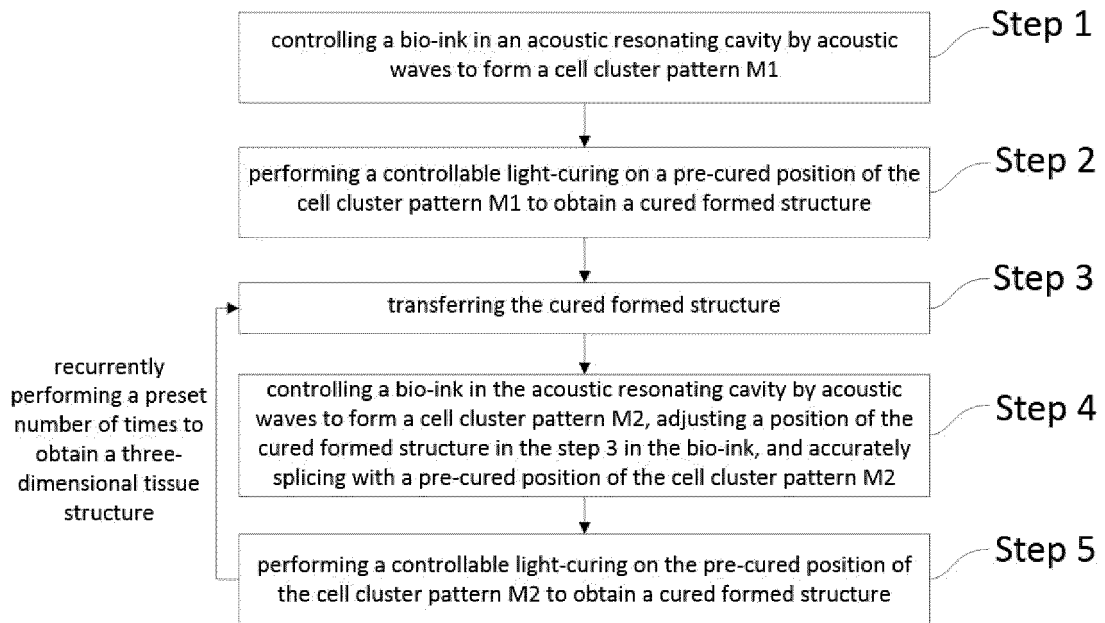 controlling a bio-ink in an acoustic resonating cavity by acoustic
waves to form a cell cluster pattern M1
Step 1
performing a controllable light-curing on a pre-cured position of the
cell cluster pattern M1 to obtain a cured formed structure
Step 2
transferring the cured formed structure
Step 3
recurrently
performing a preset
number of times to
obtain a three-
dimensional tissue
structure
controlling a bio-ink in the acoustic resonating cavity by acoustic
waves to form a cell cluster pattern M2, adjusting a position of the
cured formed structure in the step 3 in the bio-ink, and accurately
splicing with a pre-cured position of the cell cluster pattern M2
Step 4
performing a controllable light-curing on the pre-cured position of
the cell cluster pattern M2 to obtain a cured formed structure
Step 5